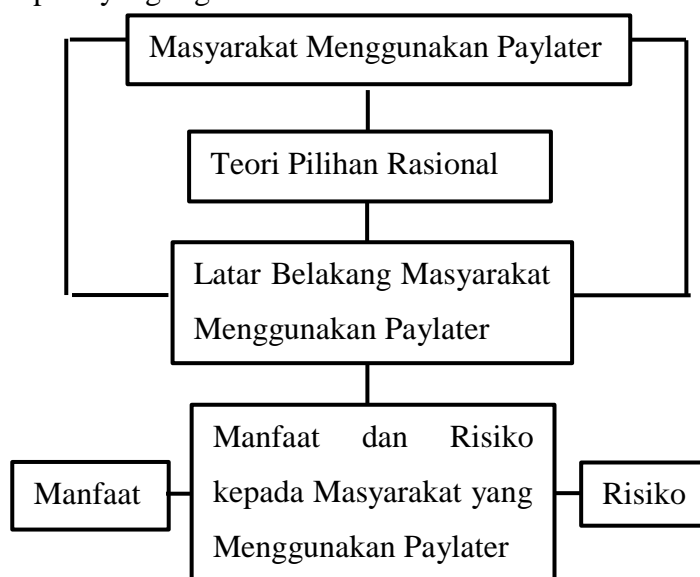 Masyarakat Menggunakan Paylater
Teori Pilihan Rasional
Latar Belakang Masyarakat
Menggunakan Paylater
Manfaat dan Risiko
kepada Masyarakat yang
Menggunakan Paylater
Manfaat
Risiko